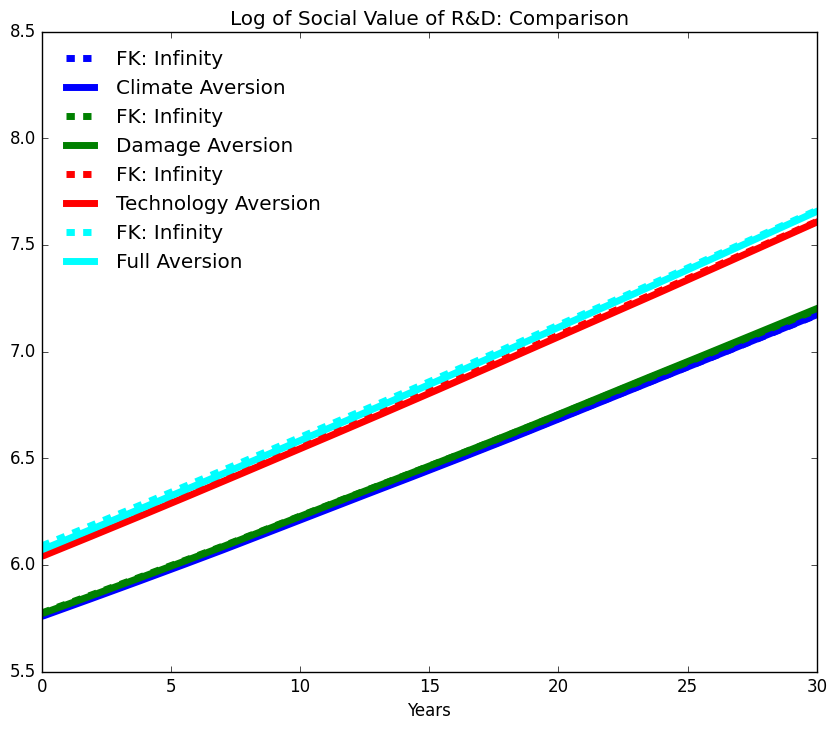 Log of Social Value of R&D: Comparison
8.5
FK: Infinity
Climate Aversion
FK: Infinity
Damage Aversion
FK: Infinity
Technology Aversion
FK: Infinity
Full Aversion
8.0
7.5
7.0
6.5
6.0
5.5
0 5 10 15 20 25 30
Years